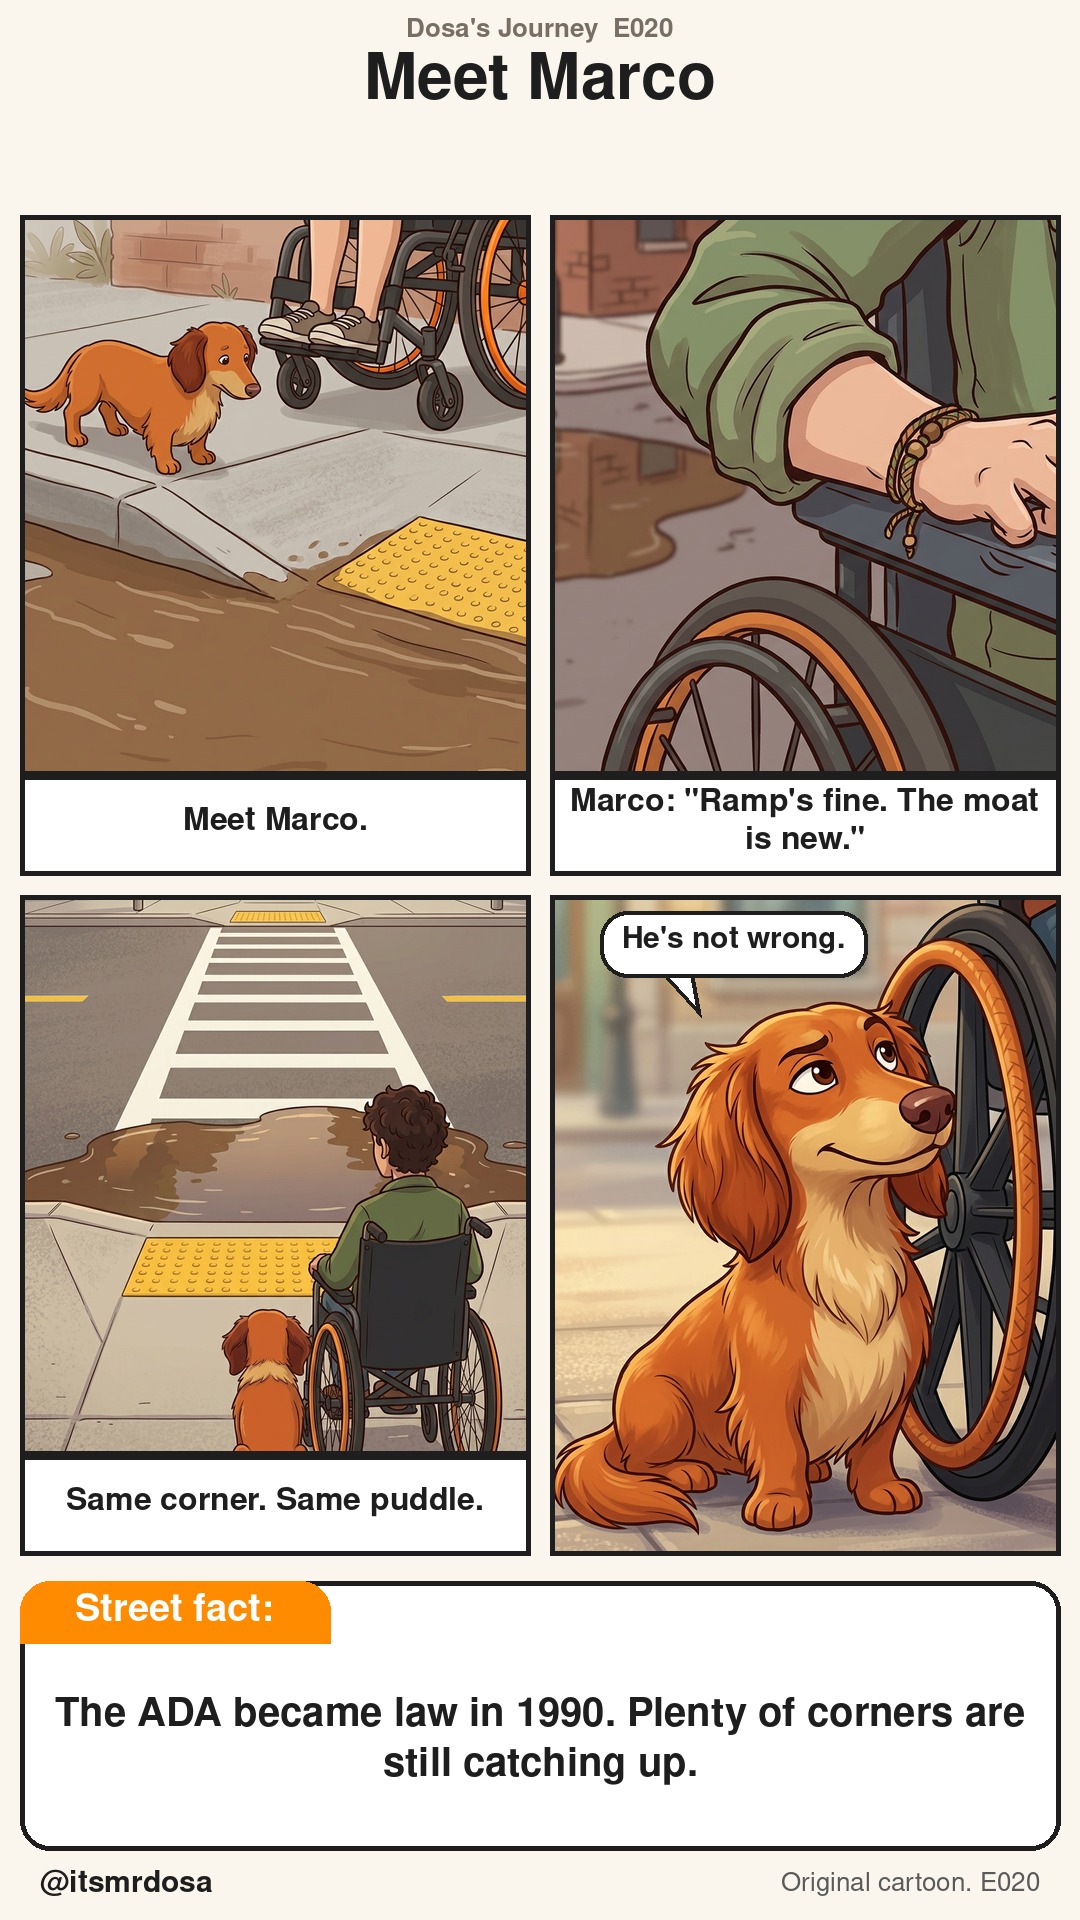 Dosa's Journey E020
Meet Marco
Meet Marco.
Marco: "Ramp's fine. The moat
is new."
Same corner. Same puddle.
He's not wrong.
Street fact:
The ADA became law in 1990. Plenty of corners are
still catching up.
@itsmrdosa
Original cartoon. E020